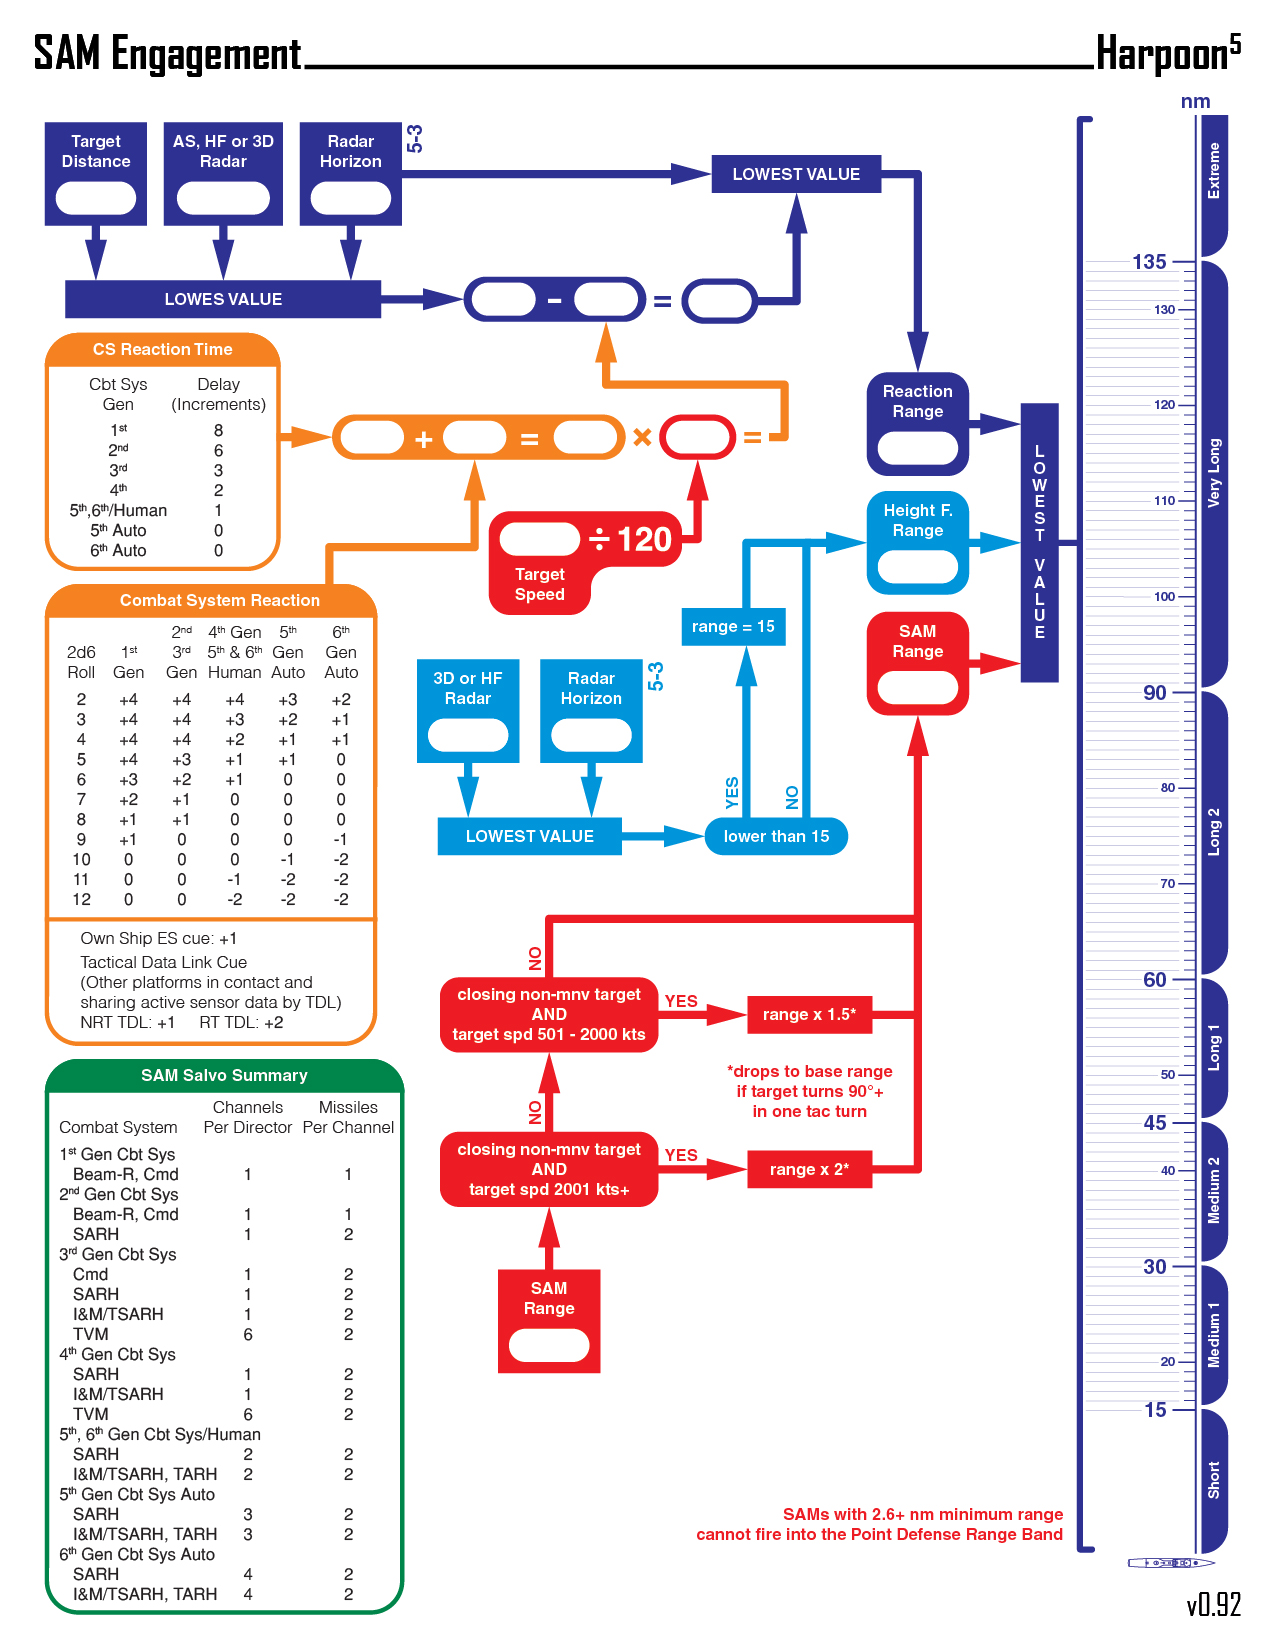 SAM Engagement
Harpoon5
nm
Target
Distance
AS, HF or 3D
Radar
Radar
Horizon
5-3
LOWEST VALUE
LOWES VALUE
-
=
CS Reaction Time
Cbt Sys Gen
Delay (Increments)
1st 8
2nd 6
3rd 3
4th 2
5th,6th/Human 1
5th Auto 0
6th Auto 0
+
=
×
=
÷ 120
Target
Speed
Combat System Reaction
2nd 4th Gen 5th 6th
2d6 1st 3rd 5th & 6th Gen Gen
Roll Gen Gen Human Auto Auto
2 +4 +4 +4 +3 +2
3 +4 +4 +3 +2 +1
4 +4 +4 +2 +1 +1
5 +4 +3 +1 +1 0
6 +3 +2 +1 0 0
7 +2 +1 0 0 0
8 +1 +1 0 0 0
9 +1 0 0 0 -1
10 0 0 0 -1 -2
11 0 0 -1 -2 -2
12 0 0 -2 -2 -2
Own Ship ES cue: +1
Tactical Data Link Cue
(Other platforms in contact and
sharing active sensor data by TDL)
NRT TDL: +1 RT TDL: +2
Reaction
Range
Height F.
Range
SAM
Range
LOWEST VALUE
range = 15
3D or HF
Radar
Radar
Horizon
5-3
LOWEST VALUE
lower than 15
YES
NO
NO
closing non-mnv target
AND
target spd 501 - 2000 kts
YES
range x 1.5*
*drops to base range
if target turns 90°+
in one tac turn
NO
closing non-mnv target
AND
target spd 2001 kts+
YES
range x 2*
SAM
Range
SAM Salvo Summary
Channels Missiles
Combat System Per Director Per Channel
1st Gen Cbt Sys
Beam-R, Cmd 1 1
2nd Gen Cbt Sys
Beam-R, Cmd 1 1
SARH 1 2
3rd Gen Cbt Sys
Cmd 1 2
SARH 1 2
I&M/TSARH 1 2
TVM 6 2
4th Gen Cbt Sys
SARH 1 2
I&M/TSARH 1 2
TVM 6 2
5th, 6th Gen Cbt Sys/Human
SARH 2 2
I&M/TSARH, TARH 2 2
5th Gen Cbt Sys Auto
SARH 3 2
I&M/TSARH, TARH 3 2
6th Gen Cbt Sys Auto
SARH 4 2
I&M/TSARH, TARH 4 2
SAMs with 2.6+ nm minimum range
cannot fire into the Point Defense Range Band
Extreme
135
130
120
Very Long
110
100
90
80
Long 2
70
60
Long 1
50
45
Medium 2
40
30
Medium 1
20
15
Short
v0.92